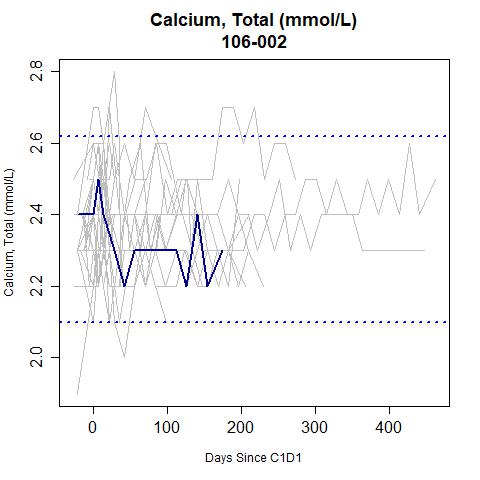 Calcium, Total (mmol/L)
106-002
Calcium, Total (mmol/L)
2.8
2.6
2.4
2.2
2.0
0 100 200 300 400
Days Since C1D1